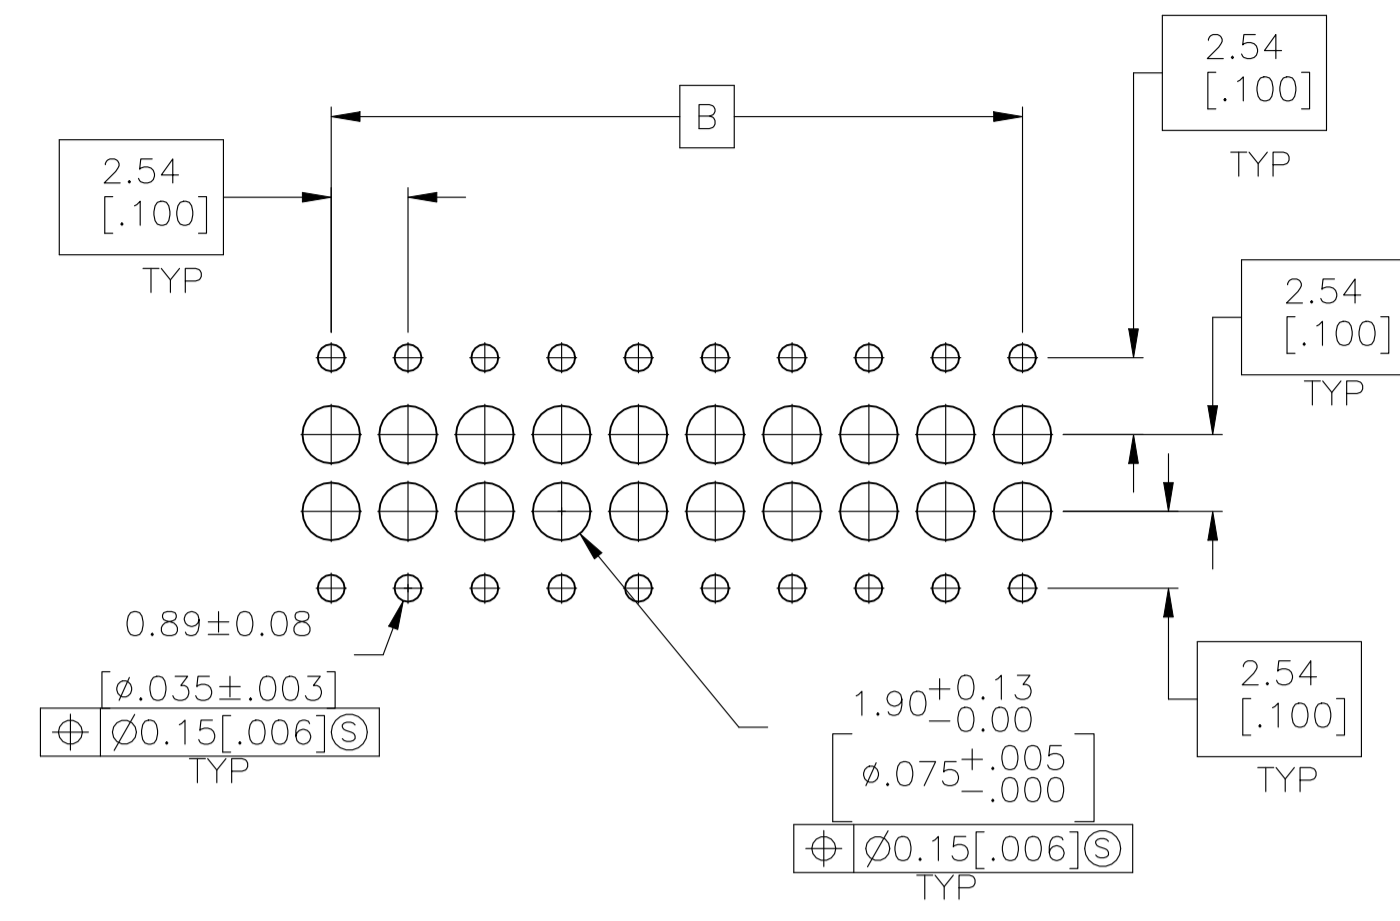 2.54
[.100]
TYP
B
2.54
[.100]
TYP
2.54
[.100]
TYP
0.89±0.08
[ø.035±.003]
⌖ Ø0.15[.006]Ⓢ
TYP
1.90+0.13
−0.00
[ø.075+.005
−.000]
⌖ Ø0.15[.006]Ⓢ
TYP
2.54
[.100]
TYP